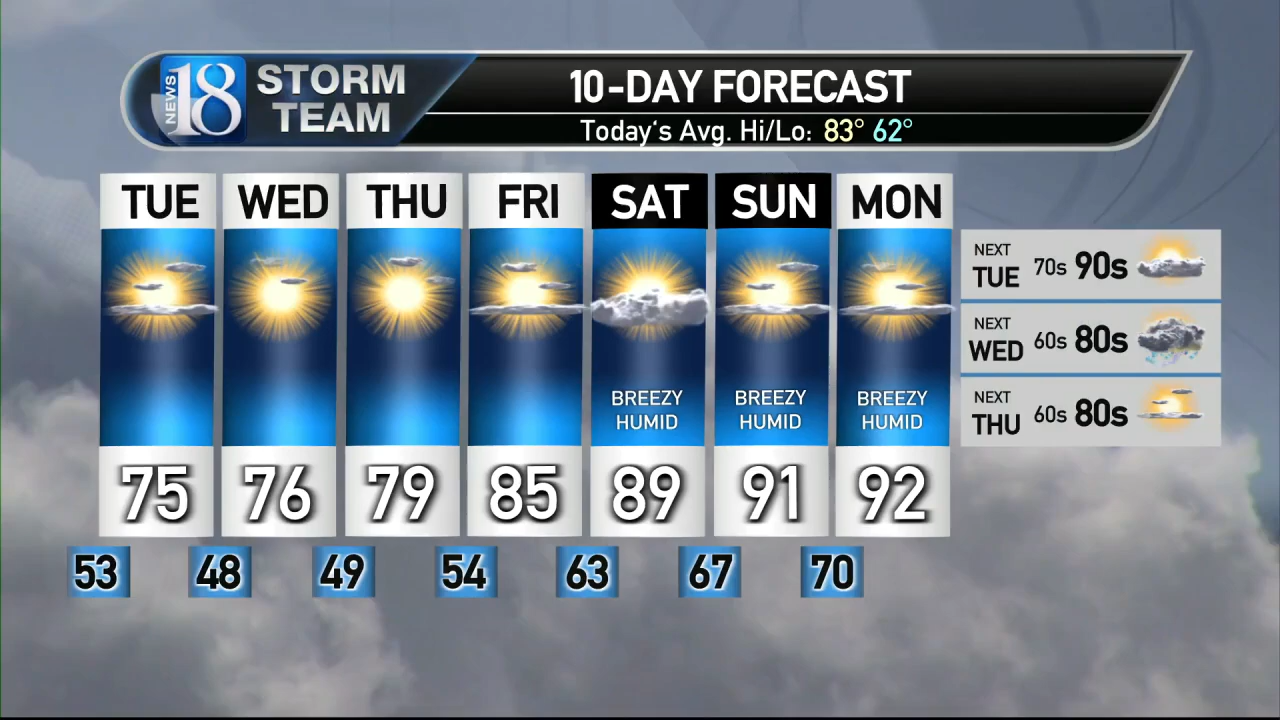 NEWS 18
STORM TEAM
10-DAY FORECAST
Today's Avg. Hi/Lo: 83° 62°
TUE WED THU FRI SAT SUN MON
NEXT TUE 70s 90s
NEXT WED 60s 80s
NEXT THU 60s 80s
BREEZY BREEZY BREEZY
HUMID HUMID HUMID
75 76 79 85 89 91 92
53 48 49 54 63 67 70